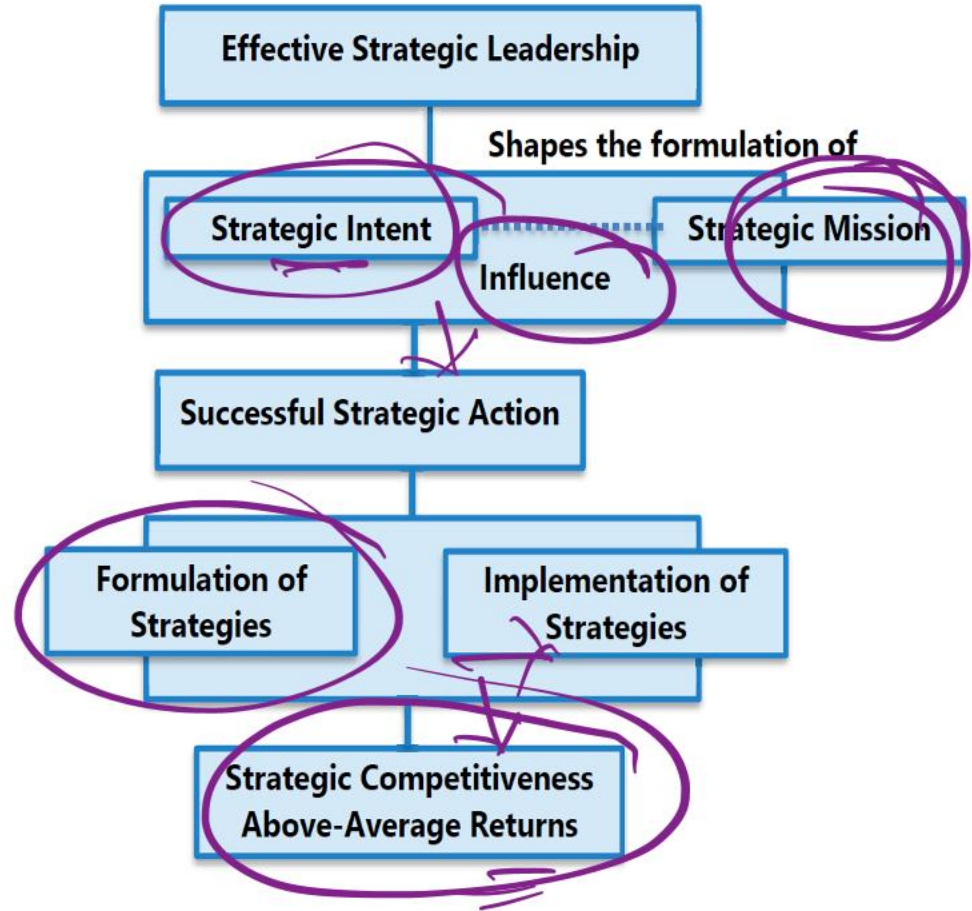 Effective Strategic Leadership
Shapes the formulation of
Strategic Intent
Strategic Mission
Influence
Successful Strategic Action
Formulation of
Strategies
Implementation of
Strategies
Strategic Competitiveness
Above-Average Returns